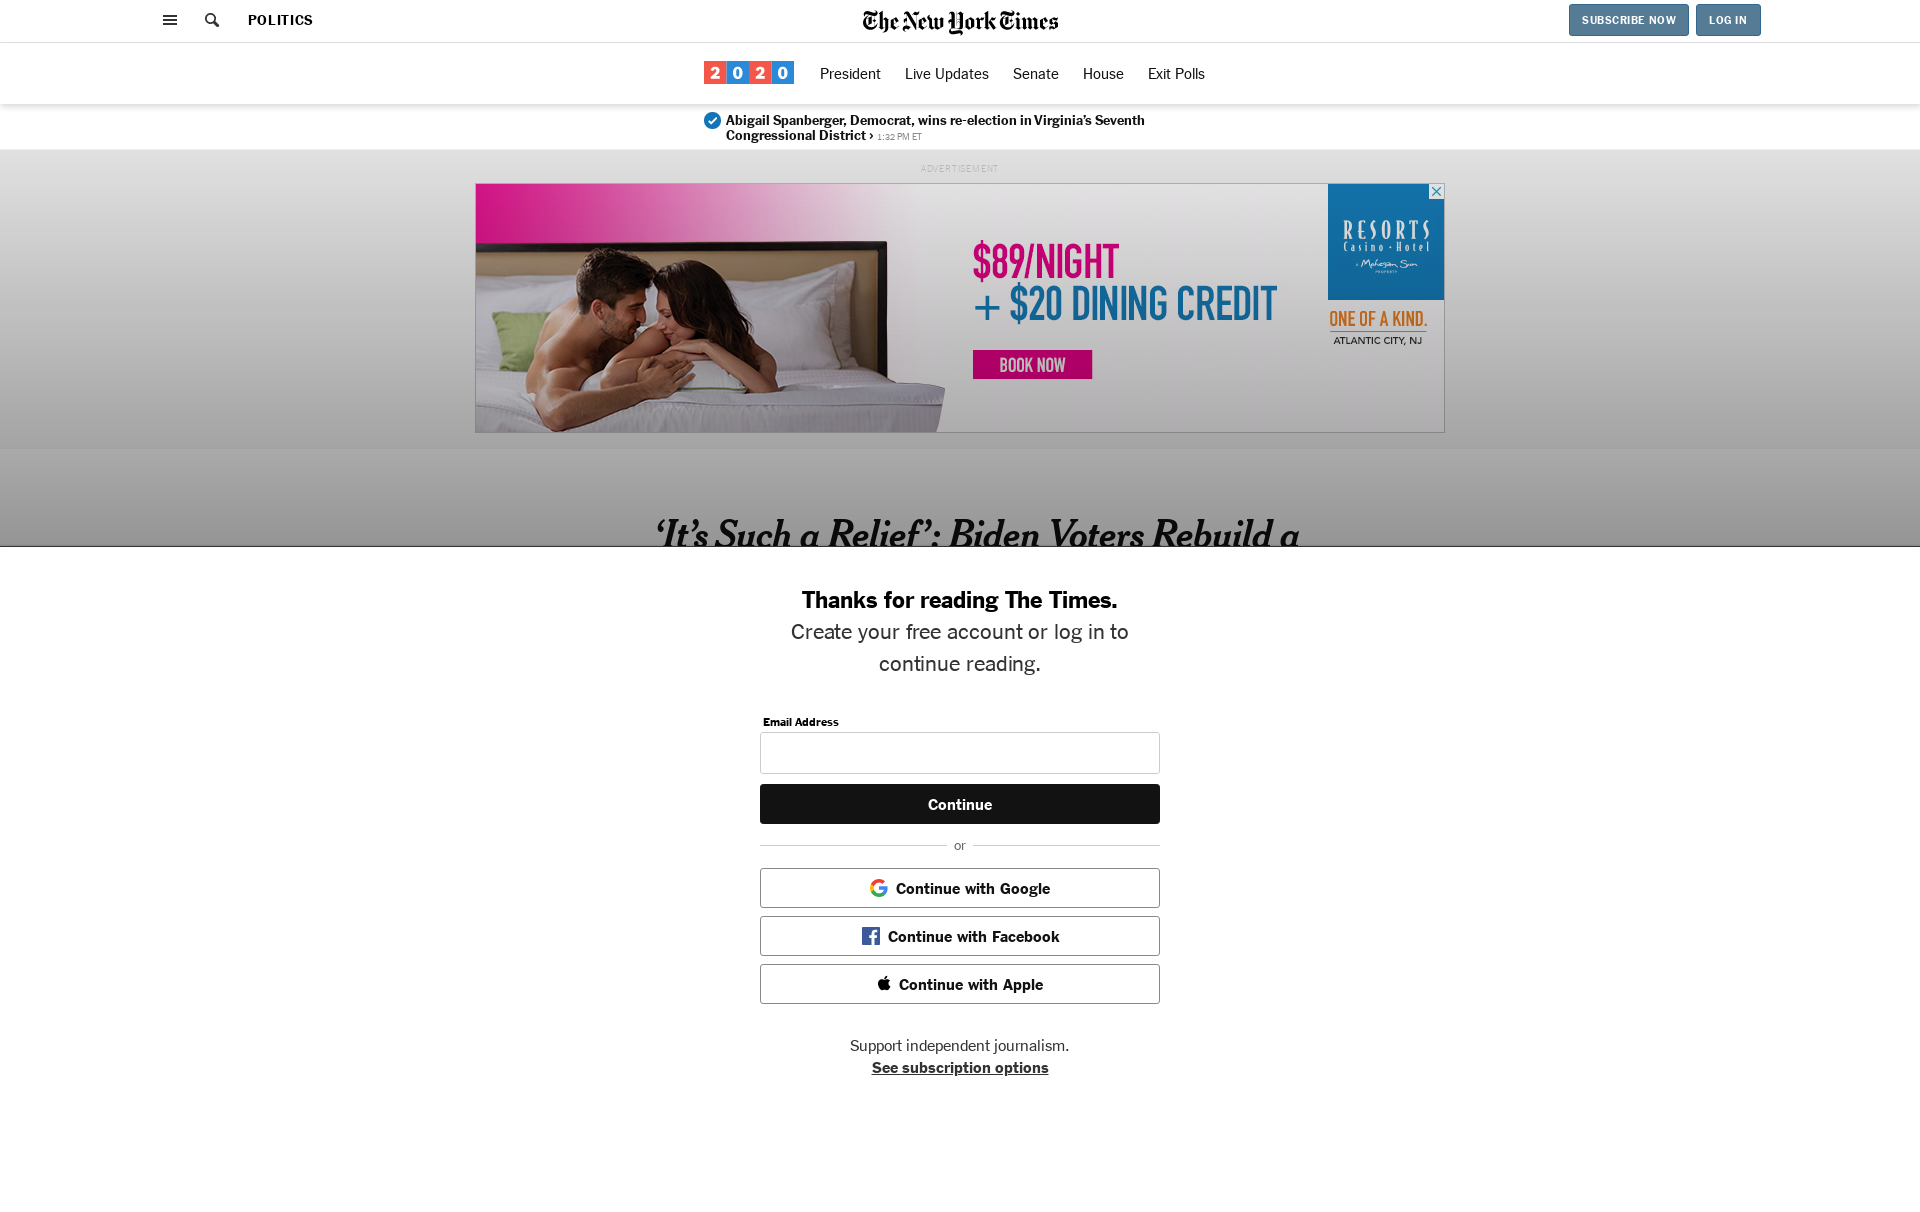 POLITICS
The New York Times
SUBSCRIBE NOW
LOG IN
2020
President
Live Updates
Senate
House
Exit Polls
Abigail Spanberger, Democrat, wins re-election in Virginia's Seventh
Congressional District › 1:32 PM ET
ADVERTISEMENT
$89/NIGHT
+ $20 DINING CREDIT
BOOK NOW
RESORTS
Casino · Hotel
a Mohegan Sun
PROPERTY
ONE OF A KIND.
ATLANTIC CITY, NJ
‘It’s Such a Relief’: Biden Voters Rebuild a
Thanks for reading The Times.
Create your free account or log in to
continue reading.
Email Address
Continue
or
Continue with Google
Continue with Facebook
Continue with Apple
Support independent journalism.
See subscription options